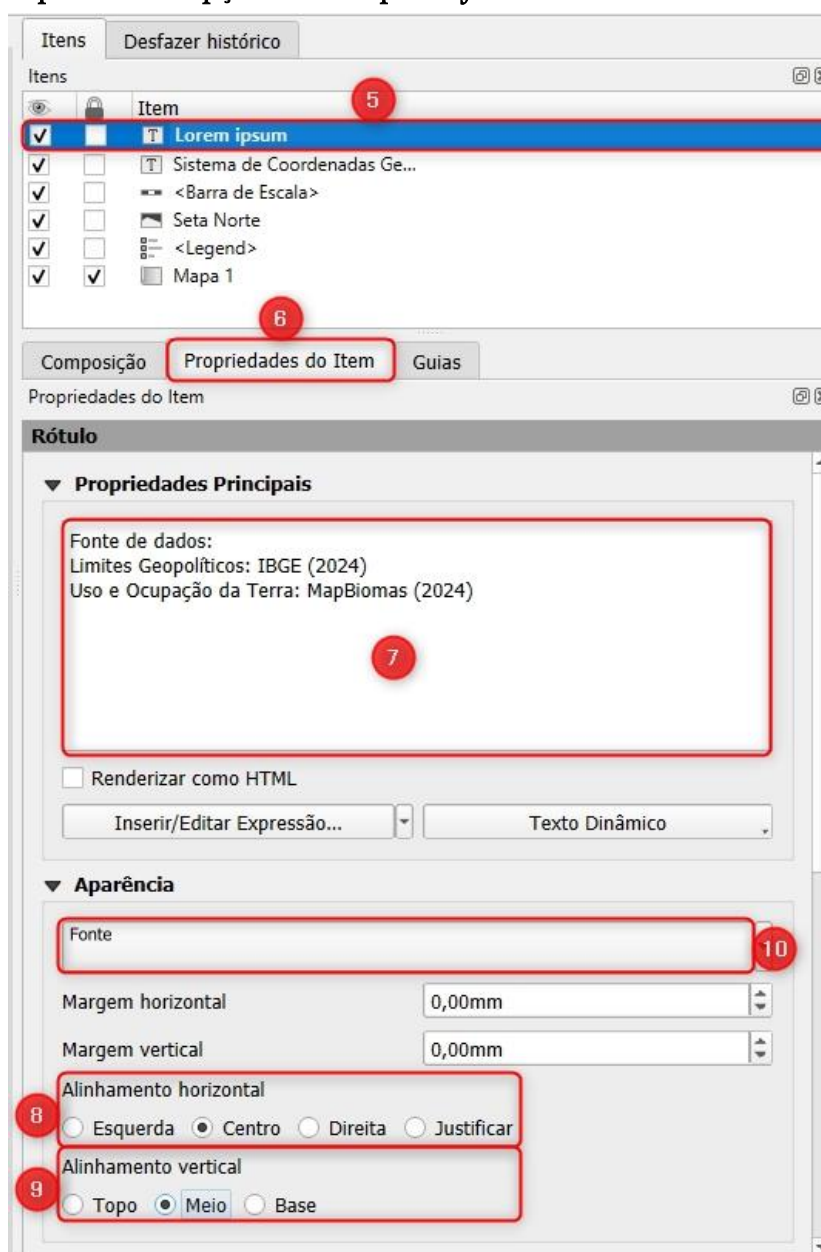 Itens Desfazer histórico
Itens
Item
5
Lorem ipsum
Sistema de Coordenadas Ge...
<Barra de Escala>
Seta Norte
<Legend>
Mapa 1
6
Composição Propriedades do Item Guias
Propriedades do Item
Rótulo
Propriedades Principais
Fonte de dados:
Limites Geopolíticos: IBGE (2024)
Uso e Ocupação da Terra: MapBiomas (2024)
7
Renderizar como HTML
Inserir/Editar Expressão... Texto Dinâmico
Aparência
Fonte
10
Margem horizontal 0,00mm
Margem vertical 0,00mm
Alinhamento horizontal
8
Esquerda Centro Direita Justificar
Alinhamento vertical
9
Topo Meio Base